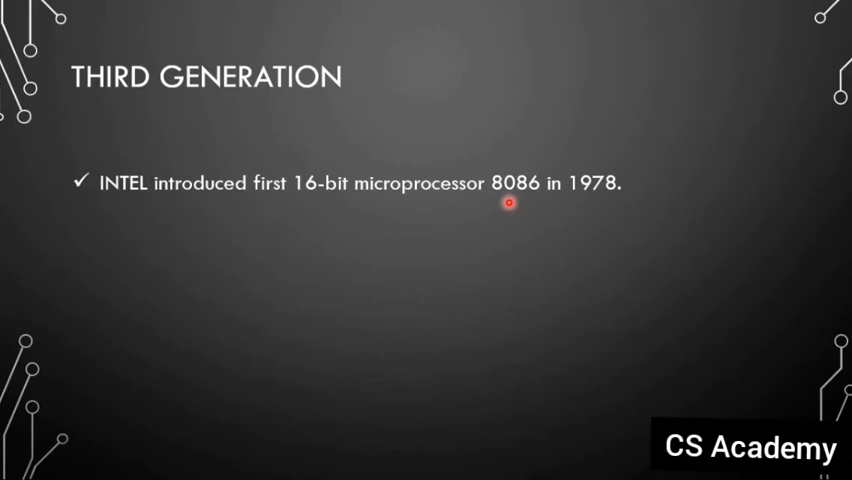 THIRD GENERATION
✓ INTEL introduced first 16-bit microprocessor 8086 in 1978.
CS Academy